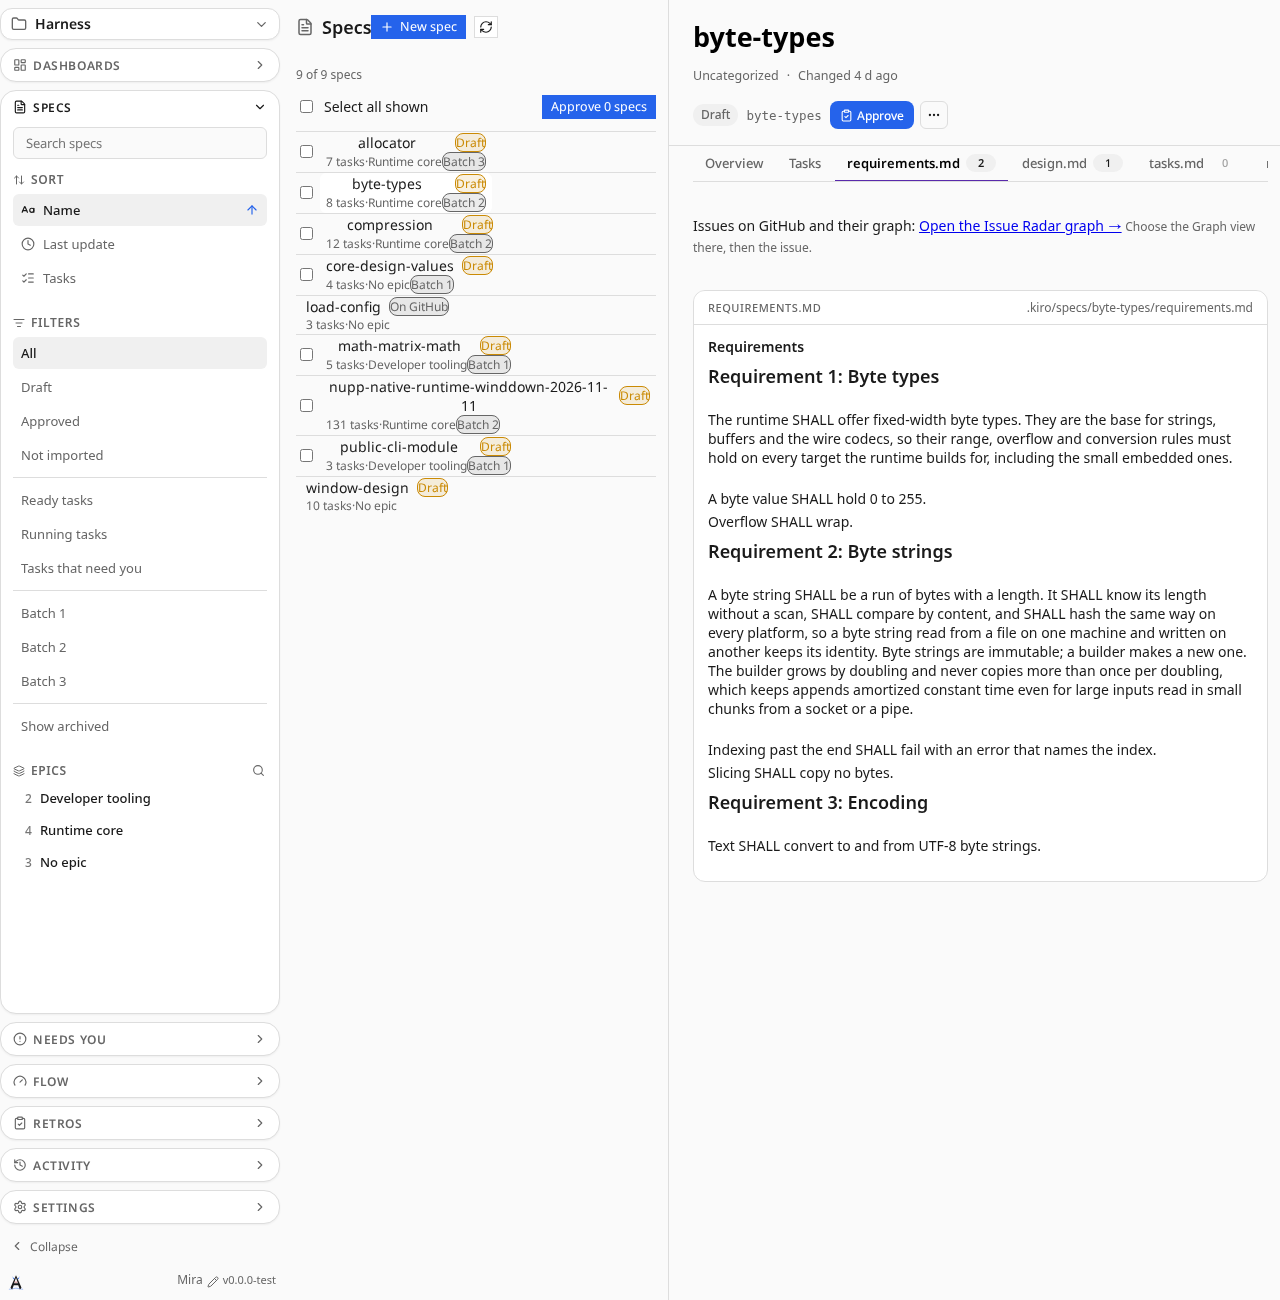 Harness
DASHBOARDS
SPECS
Search specs
SORT
Name
Last update
Tasks
FILTERS
All
Draft
Approved
Not imported
Ready tasks
Running tasks
Tasks that need you
Batch 1
Batch 2
Batch 3
Show archived
EPICS
2 Developer tooling
4 Runtime core
3 No epic
NEEDS YOU
FLOW
RETROS
ACTIVITY
SETTINGS
Collapse
Mira v0.0.0-test
Specs
New spec
9 of 9 specs
Select all shown
Approve 0 specs
allocator Draft
7 tasks·Runtime core Batch 3
byte-types Draft
8 tasks·Runtime core Batch 2
compression Draft
12 tasks·Runtime core Batch 2
core-design-values Draft
4 tasks·No epic Batch 1
load-config On GitHub
3 tasks·No epic
math-matrix-math Draft
5 tasks·Developer tooling Batch 1
nupp-native-runtime-winddown-2026-11-
11 Draft
131 tasks·Runtime core Batch 2
public-cli-module Draft
3 tasks·Developer tooling Batch 1
window-design Draft
10 tasks·No epic
byte-types
Uncategorized · Changed 4 d ago
Draft byte-types Approve
Overview Tasks requirements.md 2 design.md 1 tasks.md 0
Issues on GitHub and their graph: Open the Issue Radar graph → Choose the Graph view
there, then the issue.
REQUIREMENTS.MD .kiro/specs/byte-types/requirements.md
Requirements
Requirement 1: Byte types
The runtime SHALL offer fixed-width byte types. They are the base for strings,
buffers and the wire codecs, so their range, overflow and conversion rules must
hold on every target the runtime builds for, including the small embedded ones.
A byte value SHALL hold 0 to 255.
Overflow SHALL wrap.
Requirement 2: Byte strings
A byte string SHALL be a run of bytes with a length. It SHALL know its length
without a scan, SHALL compare by content, and SHALL hash the same way on
every platform, so a byte string read from a file on one machine and written on
another keeps its identity. Byte strings are immutable; a builder makes a new one.
The builder grows by doubling and never copies more than once per doubling,
which keeps appends amortized constant time even for large inputs read in small
chunks from a socket or a pipe.
Indexing past the end SHALL fail with an error that names the index.
Slicing SHALL copy no bytes.
Requirement 3: Encoding
Text SHALL convert to and from UTF-8 byte strings.